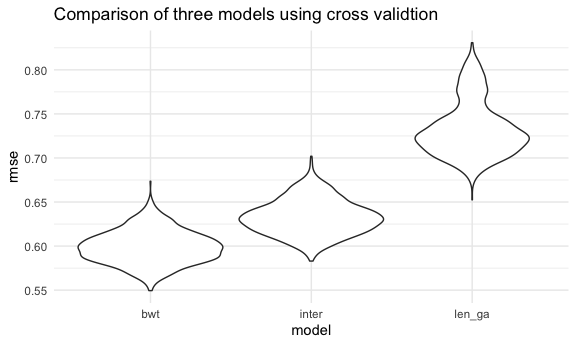 Comparison of three models using cross validtion
rmse
0.80
0.75
0.70
0.65
0.60
0.55
bwt inter len_ga
model